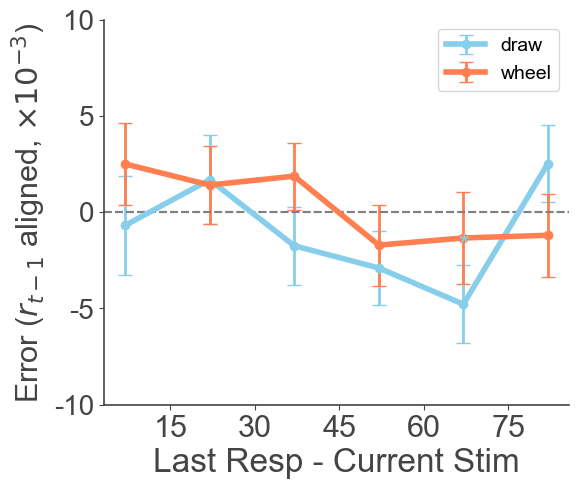 10
5
0
-5
-10
Error ($r_{t-1}$ aligned, $\times 10^{-3}$)
draw
wheel
15 30 45 60 75
Last Resp - Current Stim